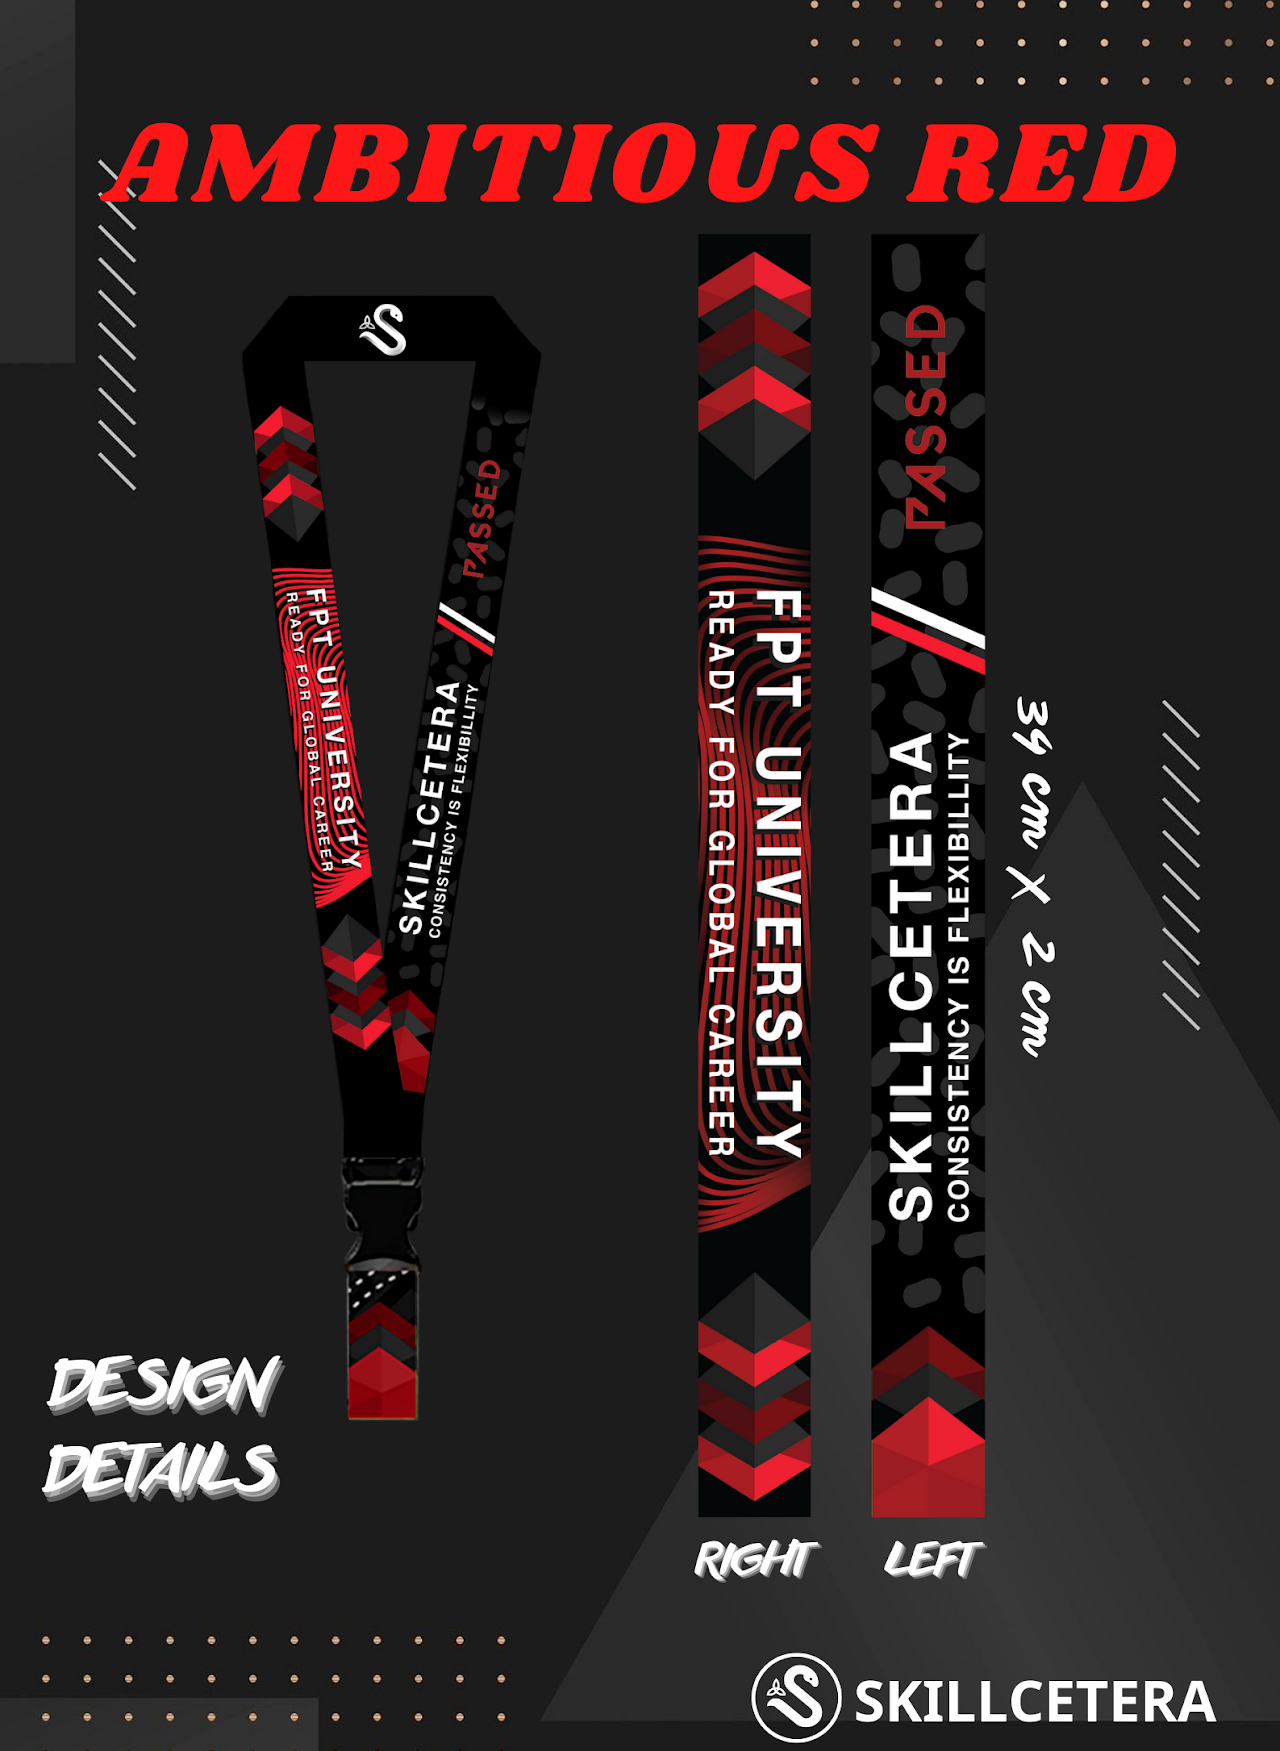 AMBITIOUS RED
FPT UNIVERSITY
READY FOR GLOBAL CAREER
PASSED
SKILLCETERA
CONSISTENCY IS FLEXIBILLITY
FPT UNIVERSITY
READY FOR GLOBAL CAREER
PASSED
SKILLCETERA
CONSISTENCY IS FLEXIBILLITY
39 cm X 2 cm
DESIGN
DETAILS
RIGHT
LEFT
SKILLCETERA